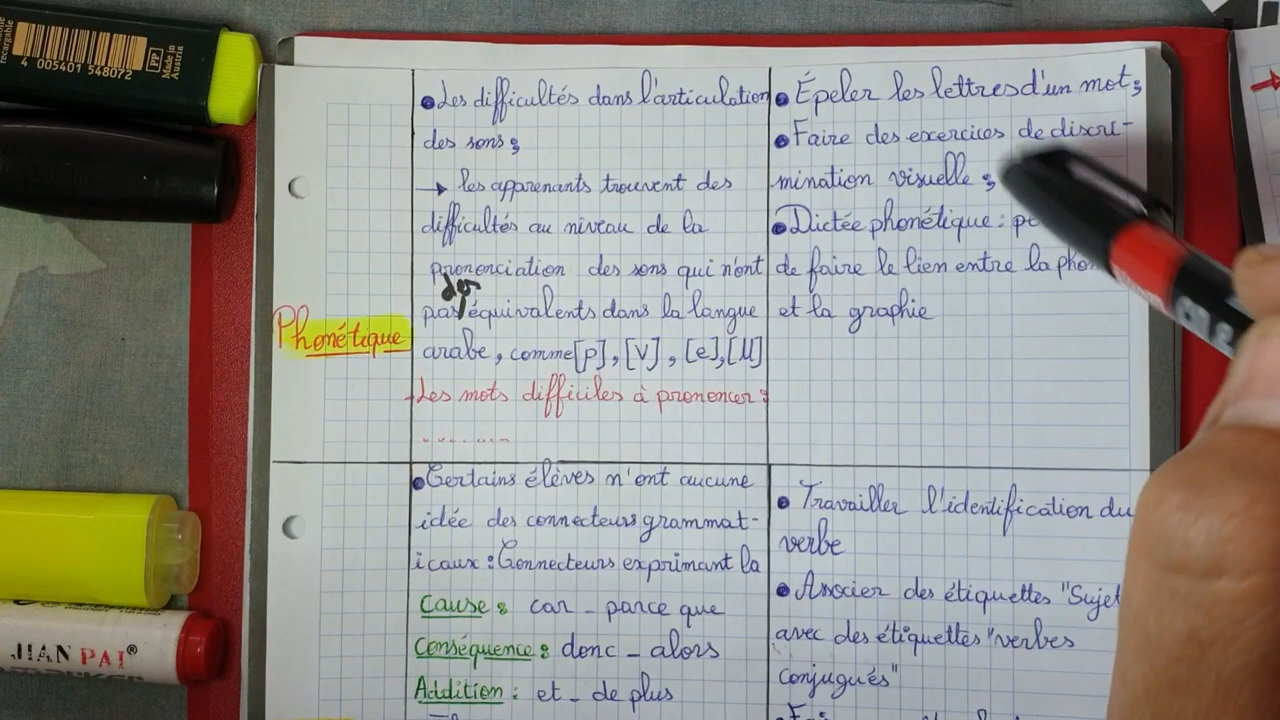 rechargeable
4 005401 548072
PP
Made in
Austria
JIAN PAI®
Phonétique
• Les difficultés dans l'articulation
des sons ;
→ les apprenants trouvent des
difficultés au niveau de la
prononciation des sons qui n'ont
des
pas équivalents dans la langue
arabe, comme [p], [V], [e], [U]
- Les mots difficiles à prononcer :
.........
• Épeler les lettres d'un mot ;
• Faire des exercices de discri-
mination visuelle ;
• Dictée phonétique :
de faire le lien entre la
et la graphie
• Certains élèves n'ont aucune
idée des connecteurs grammat-
icaux : Connecteurs exprimant la
Cause : car - parce que
Conséquence : donc - alors
Addition : et - de plus
• Travailler l'identification du
verbe
• Associer des étiquettes "Sujet
avec des étiquettes "verbes
conjugués"